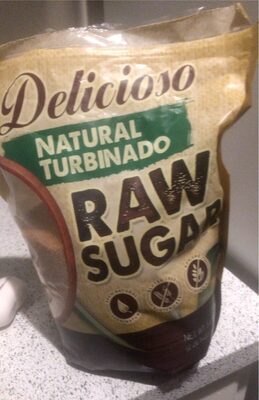 Delicioso
NATURAL
TURBINADO
RAW
SUGAR